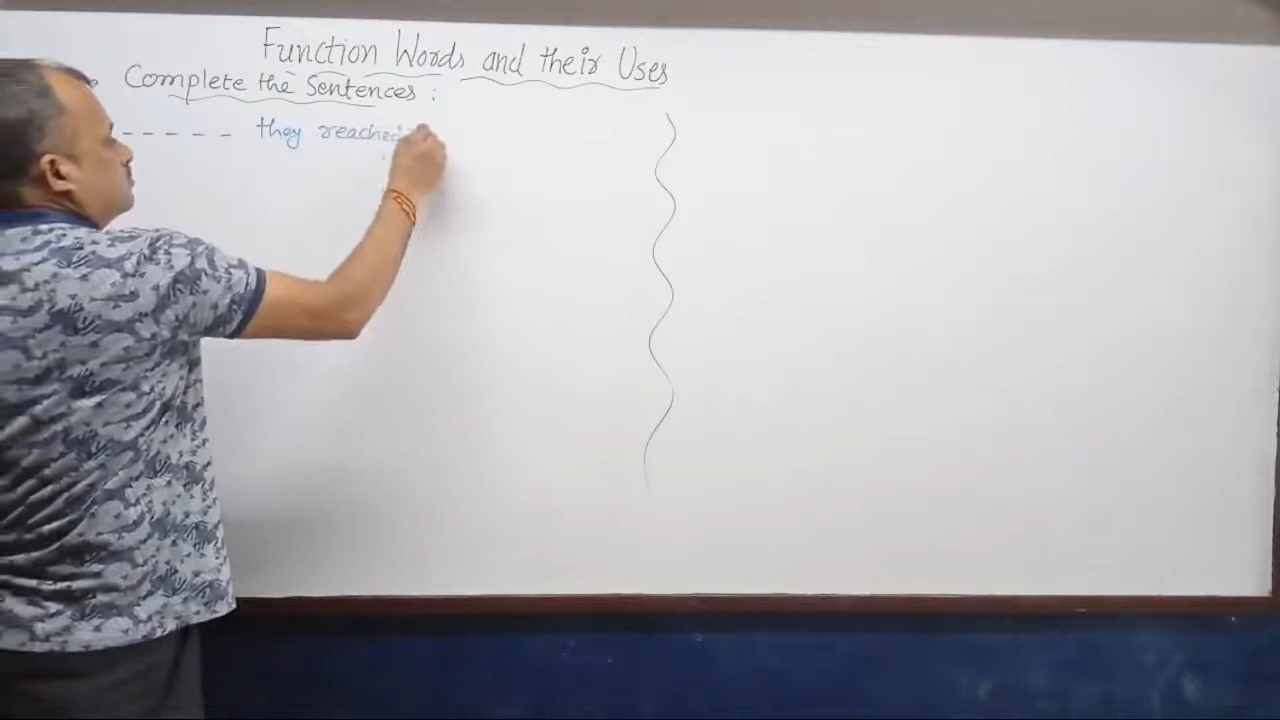 Function Words and their Uses
Complete the Sentences :
----- they reached